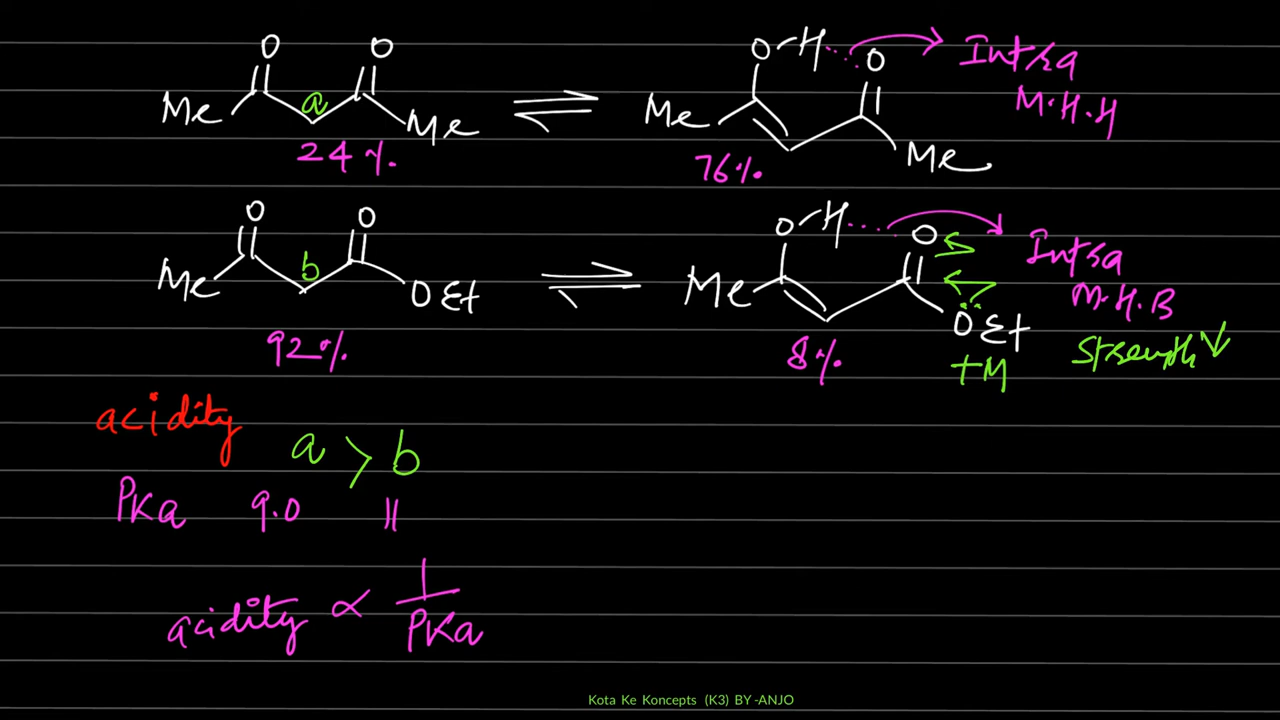 O O O-H O Intra
Me a Me Me Me M.H.H
24 %. 76%.
O O O-H O Intra
Me b OEt Me OEt M.H.B
92%. 8%. +M Strength ↓
acidity a > b
PKa 9.0 11
acidity ∝ 1/PKa
Kota Ke Koncepts (K3) BY -ANJO